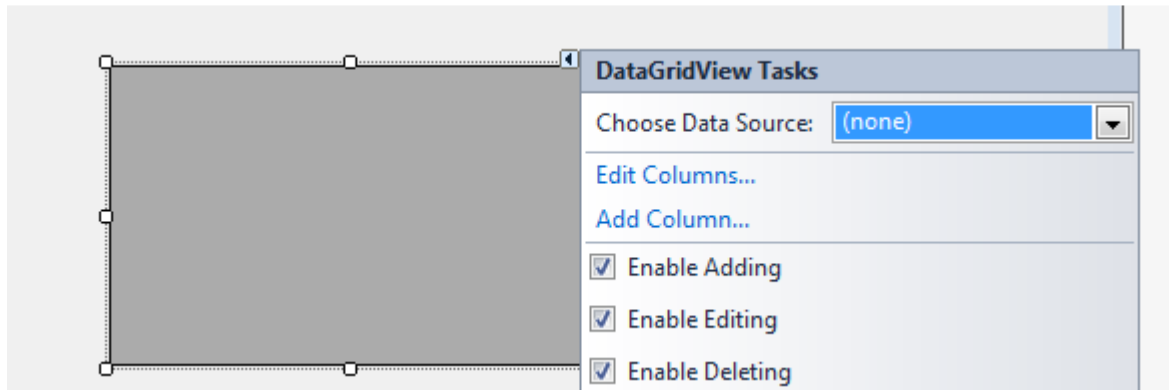 DataGridView Tasks
Choose Data Source: (none)
Edit Columns...
Add Column...
Enable Adding
Enable Editing
Enable Deleting